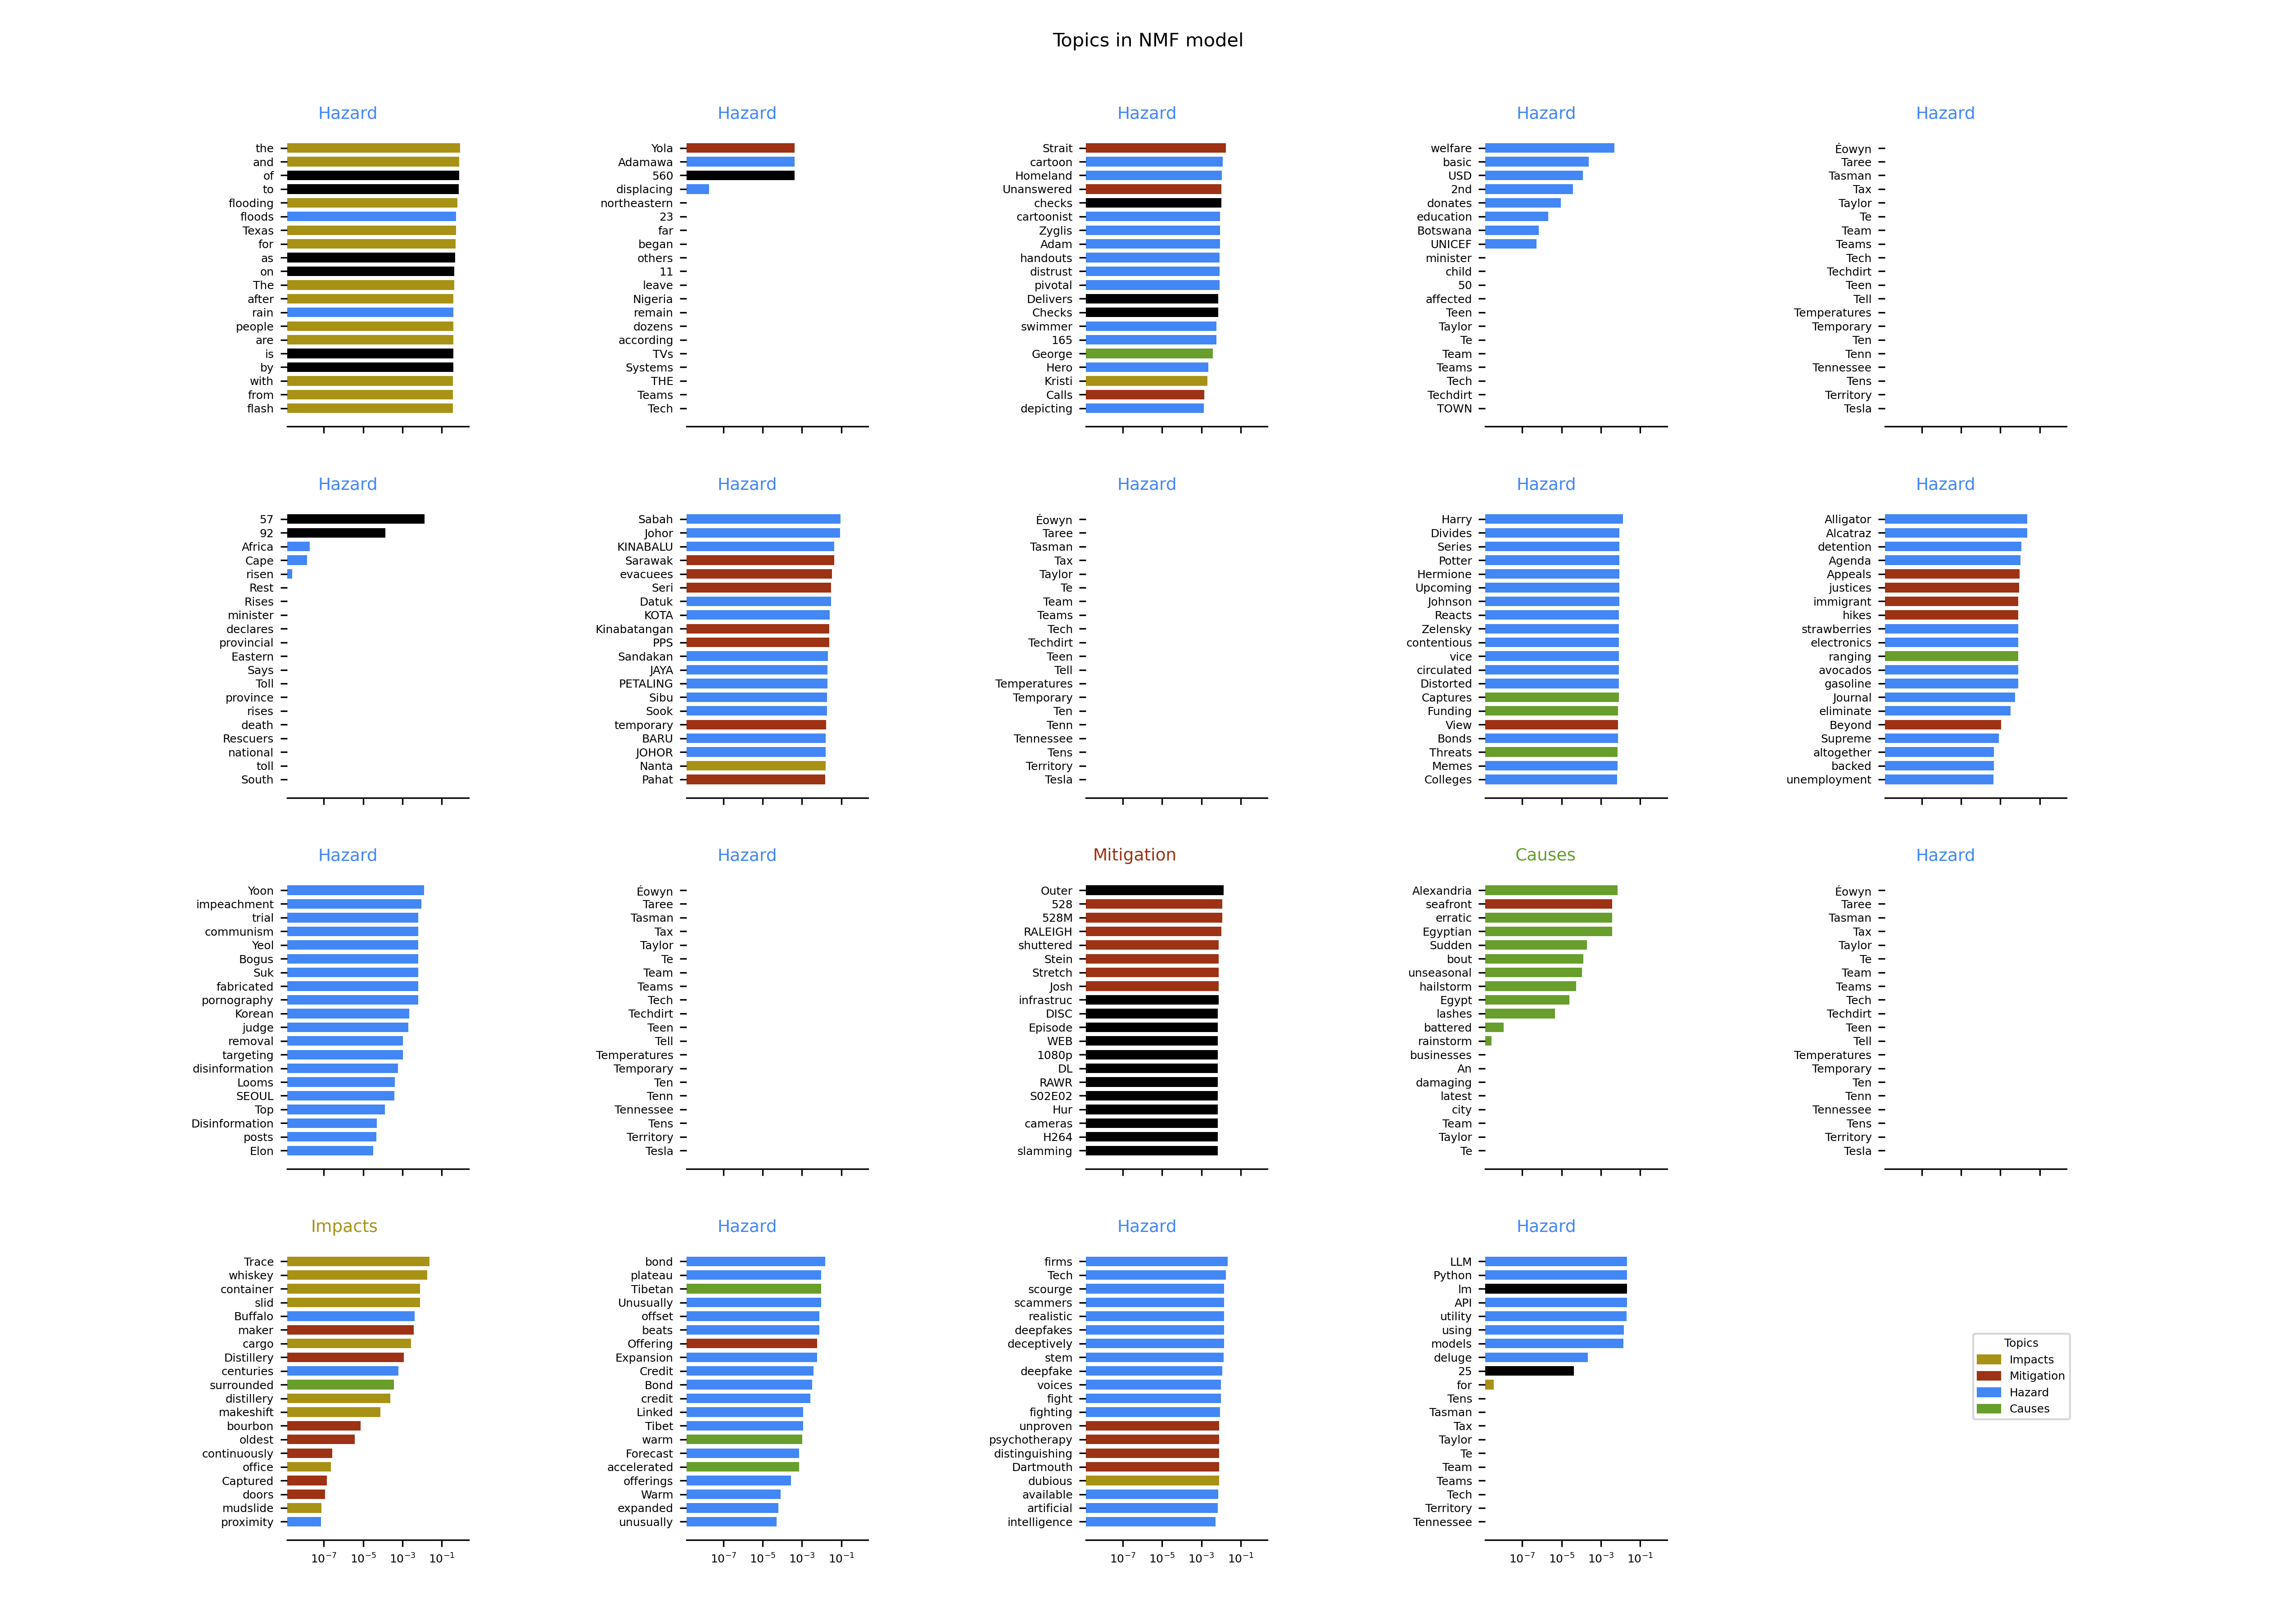 Topics in NMF model
Hazard
the
and
of
to
flooding
floods
Texas
for
as
on
The
after
rain
people
are
is
by
with
from
flash
Hazard
Yola
Adamawa
560
displacing
northeastern
23
far
began
others
11
leave
Nigeria
remain
dozens
according
TVs
Systems
THE
Teams
Tech
Hazard
Strait
cartoon
Homeland
Unanswered
checks
cartoonist
Zyglis
Adam
handouts
distrust
pivotal
Delivers
Checks
swimmer
165
George
Hero
Kristi
Calls
depicting
Hazard
welfare
basic
USD
2nd
donates
education
Botswana
UNICEF
minister
child
50
affected
Teen
Taylor
Te
Team
Teams
Tech
Techdirt
TOWN
Hazard
Éowyn
Taree
Tasman
Tax
Taylor
Te
Team
Teams
Tech
Techdirt
Teen
Tell
Temperatures
Temporary
Ten
Tenn
Tennessee
Tens
Territory
Tesla
Hazard
57
92
Africa
Cape
risen
Rest
Rises
minister
declares
provincial
Eastern
Says
Toll
province
rises
death
Rescuers
national
toll
South
Hazard
Sabah
Johor
KINABALU
Sarawak
evacuees
Seri
Datuk
KOTA
Kinabatangan
PPS
Sandakan
JAYA
PETALING
Sibu
Sook
temporary
BARU
JOHOR
Nanta
Pahat
Hazard
Éowyn
Taree
Tasman
Tax
Taylor
Te
Team
Teams
Tech
Techdirt
Teen
Tell
Temperatures
Temporary
Ten
Tenn
Tennessee
Tens
Territory
Tesla
Hazard
Harry
Divides
Series
Potter
Hermione
Upcoming
Johnson
Reacts
Zelensky
contentious
vice
circulated
Distorted
Captures
Funding
View
Bonds
Threats
Memes
Colleges
Hazard
Alligator
Alcatraz
detention
Agenda
Appeals
justices
immigrant
hikes
strawberries
electronics
ranging
avocados
gasoline
Journal
eliminate
Beyond
Supreme
altogether
backed
unemployment
Hazard
Yoon
impeachment
trial
communism
Yeol
Bogus
Suk
fabricated
pornography
Korean
judge
removal
targeting
disinformation
Looms
SEOUL
Top
Disinformation
posts
Elon
Hazard
Éowyn
Taree
Tasman
Tax
Taylor
Te
Team
Teams
Tech
Techdirt
Teen
Tell
Temperatures
Temporary
Ten
Tenn
Tennessee
Tens
Territory
Tesla
Mitigation
Outer
528
528M
RALEIGH
shuttered
Stein
Stretch
Josh
infrastruc
DISC
Episode
WEB
1080p
DL
RAWR
S02E02
Hur
cameras
H264
slamming
Causes
Alexandria
seafront
erratic
Egyptian
Sudden
bout
unseasonal
hailstorm
Egypt
lashes
battered
rainstorm
businesses
An
damaging
latest
city
Team
Taylor
Te
Hazard
Éowyn
Taree
Tasman
Tax
Taylor
Te
Team
Teams
Tech
Techdirt
Teen
Tell
Temperatures
Temporary
Ten
Tenn
Tennessee
Tens
Territory
Tesla
Impacts
Trace
whiskey
container
slid
Buffalo
maker
cargo
Distillery
centuries
surrounded
distillery
makeshift
bourbon
oldest
continuously
office
Captured
doors
mudslide
proximity
10⁻⁷ 10⁻⁵ 10⁻³ 10⁻¹
Hazard
bond
plateau
Tibetan
Unusually
offset
beats
Offering
Expansion
Credit
Bond
credit
Linked
Tibet
warm
Forecast
accelerated
offerings
Warm
expanded
unusually
10⁻⁷ 10⁻⁵ 10⁻³ 10⁻¹
Hazard
firms
Tech
scourge
scammers
realistic
deepfakes
deceptively
stem
deepfake
voices
fight
fighting
unproven
psychotherapy
distinguishing
Dartmouth
dubious
available
artificial
intelligence
10⁻⁷ 10⁻⁵ 10⁻³ 10⁻¹
Hazard
LLM
Python
lm
API
utility
using
models
deluge
25
for
Tens
Tasman
Tax
Taylor
Te
Team
Teams
Tech
Territory
Tennessee
10⁻⁷ 10⁻⁵ 10⁻³ 10⁻¹
Topics
Impacts
Mitigation
Hazard
Causes